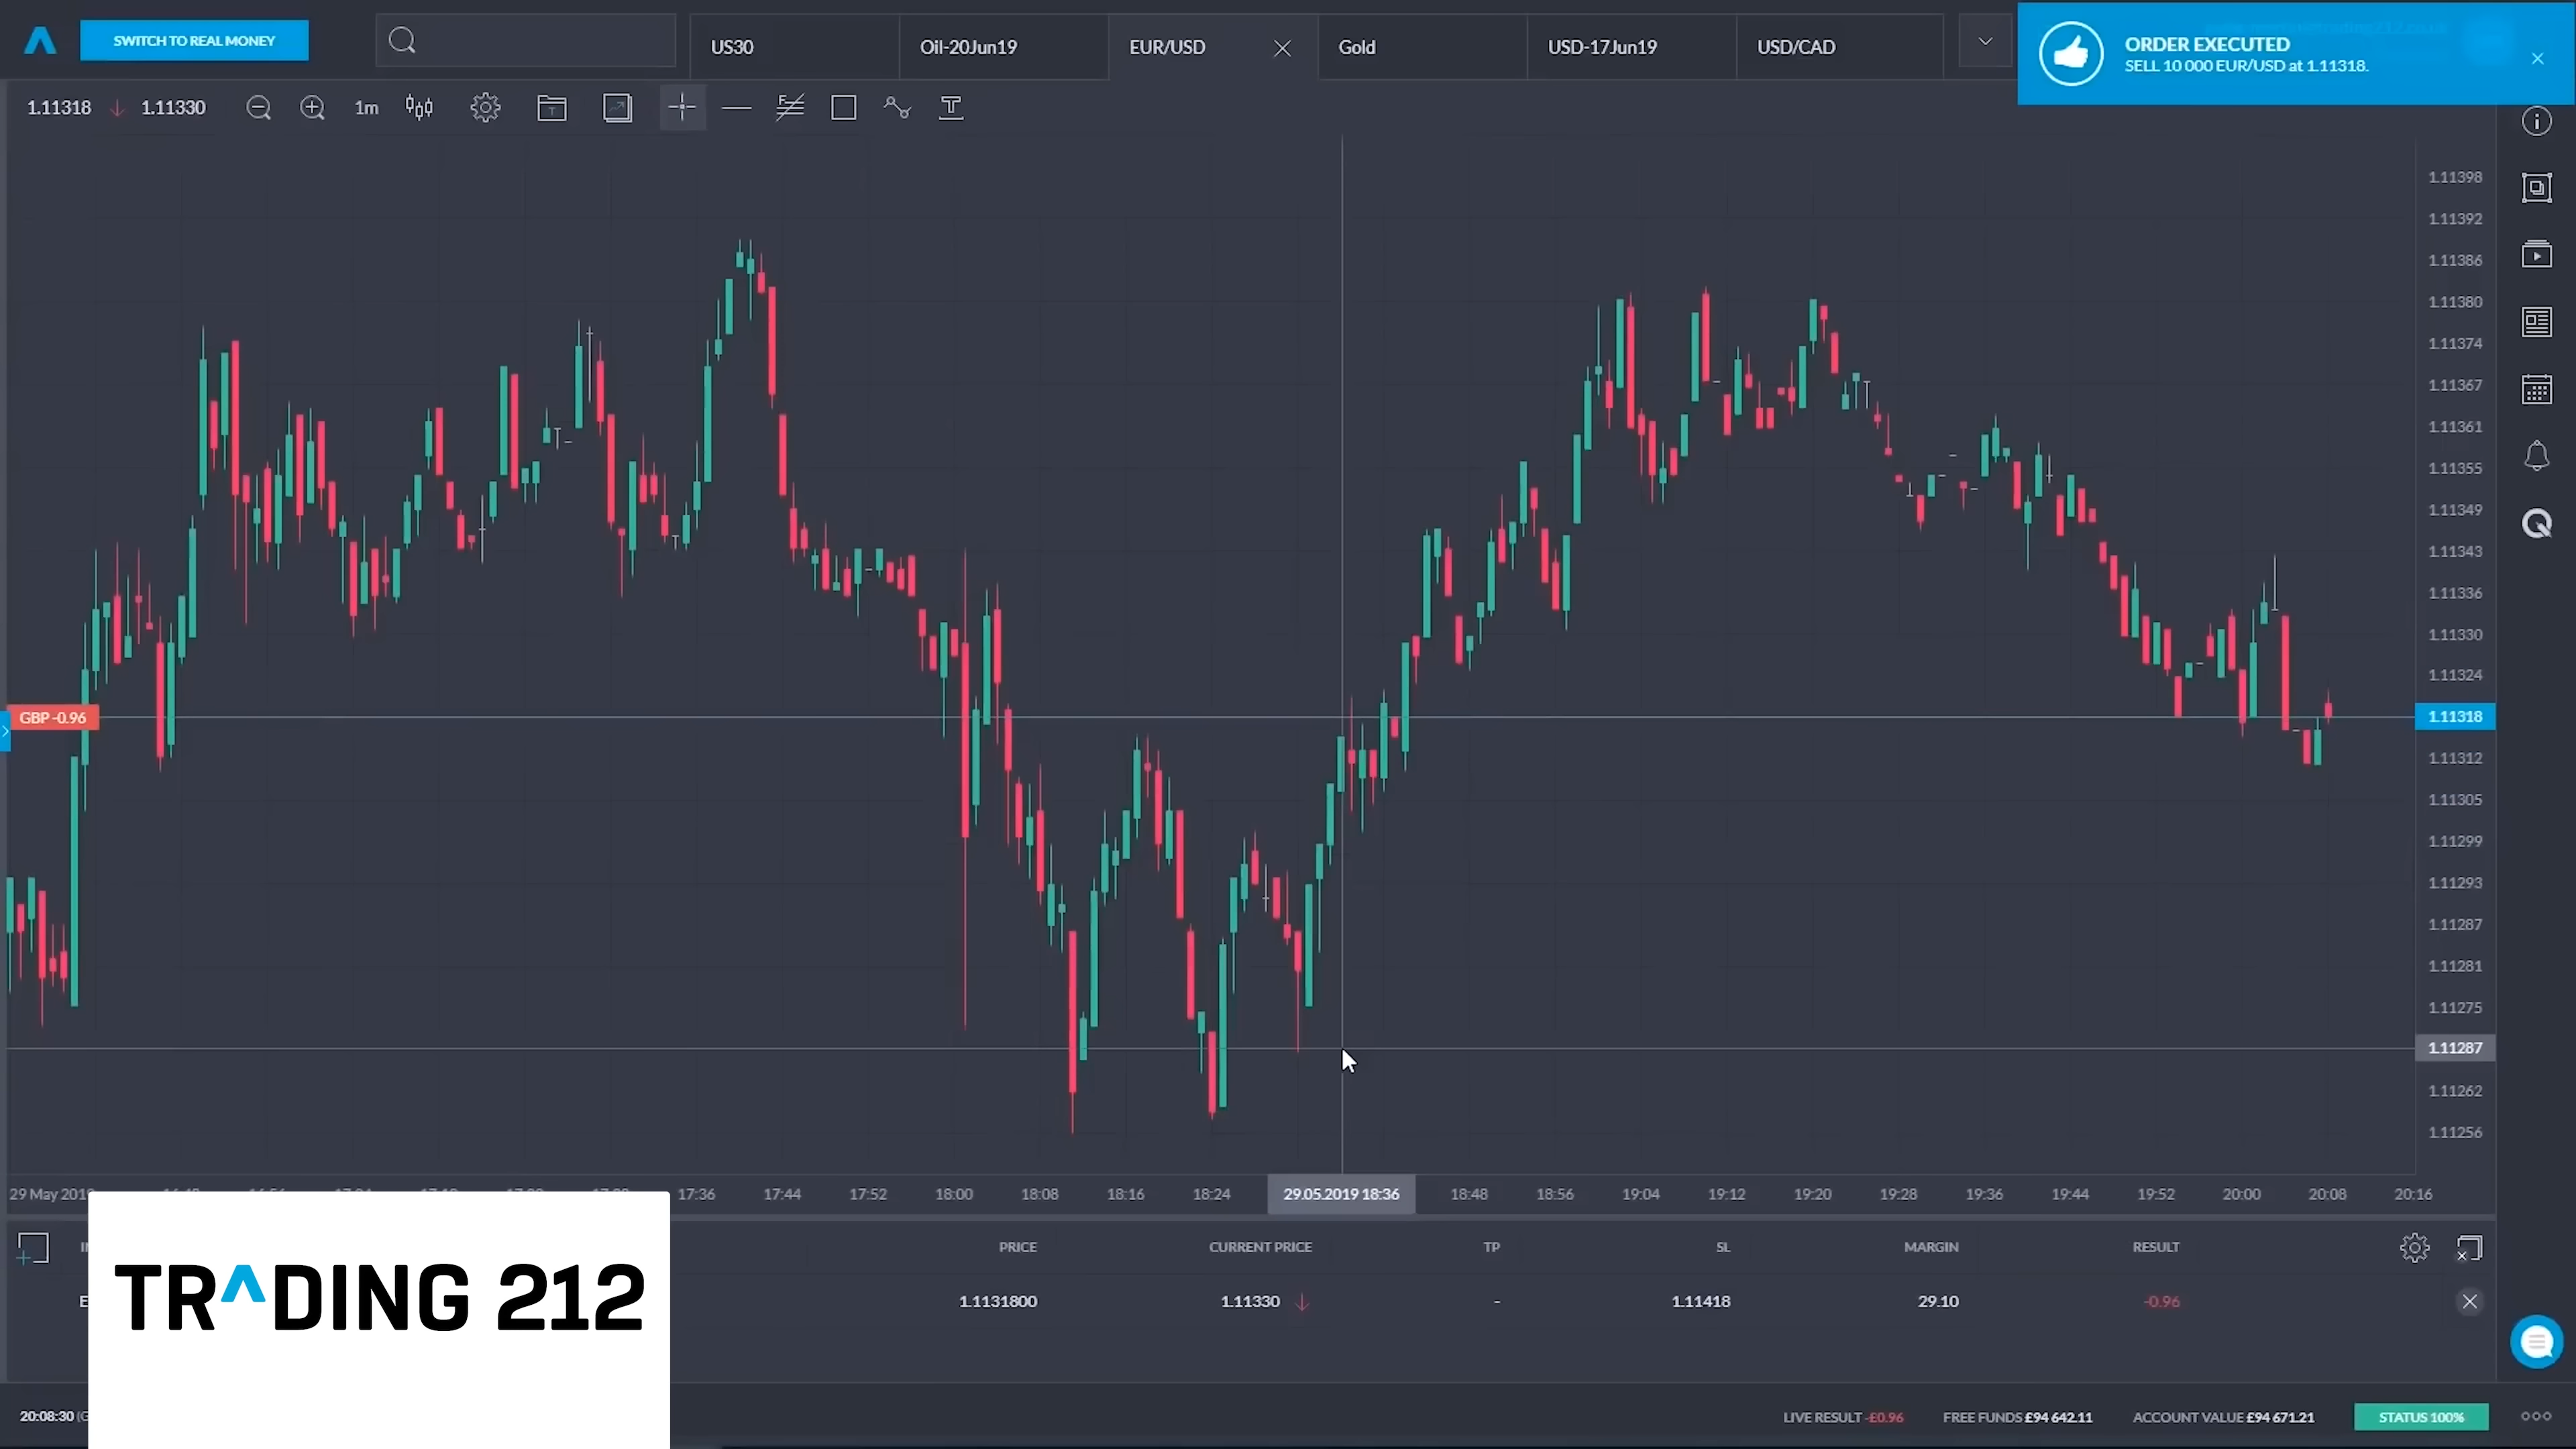 SWITCH TO REAL MONEY
US30
Oil-20Jun19
EUR/USD
Gold
USD-17Jun19
USD/CAD
ORDER EXECUTED
SELL 10 000 EUR/USD at 1.11318.
1.11318
1.11330
1m
1.11398
1.11392
1.11386
1.11380
1.11374
1.11367
1.11361
1.11355
1.11349
1.11343
1.11336
1.11330
1.11324
GBP -0.96
1.11318
1.11312
1.11305
1.11299
1.11293
1.11287
1.11281
1.11275
1.11287
1.11262
1.11256
29 May 2019
17:36
17:44
17:52
18:00
18:08
18:16
18:24
29.05.2019 18:36
18:48
18:56
19:04
19:12
19:20
19:28
19:36
19:44
19:52
20:00
20:08
20:16
PRICE
CURRENT PRICE
TP
SL
MARGIN
RESULT
1.1131800
1.11330
-
1.11418
29.10
-0.96
TRADING 212
20:08:30
LIVE RESULT -£0.96
FREE FUNDS £94 642.11
ACCOUNT VALUE £94 671.21
STATUS 100%